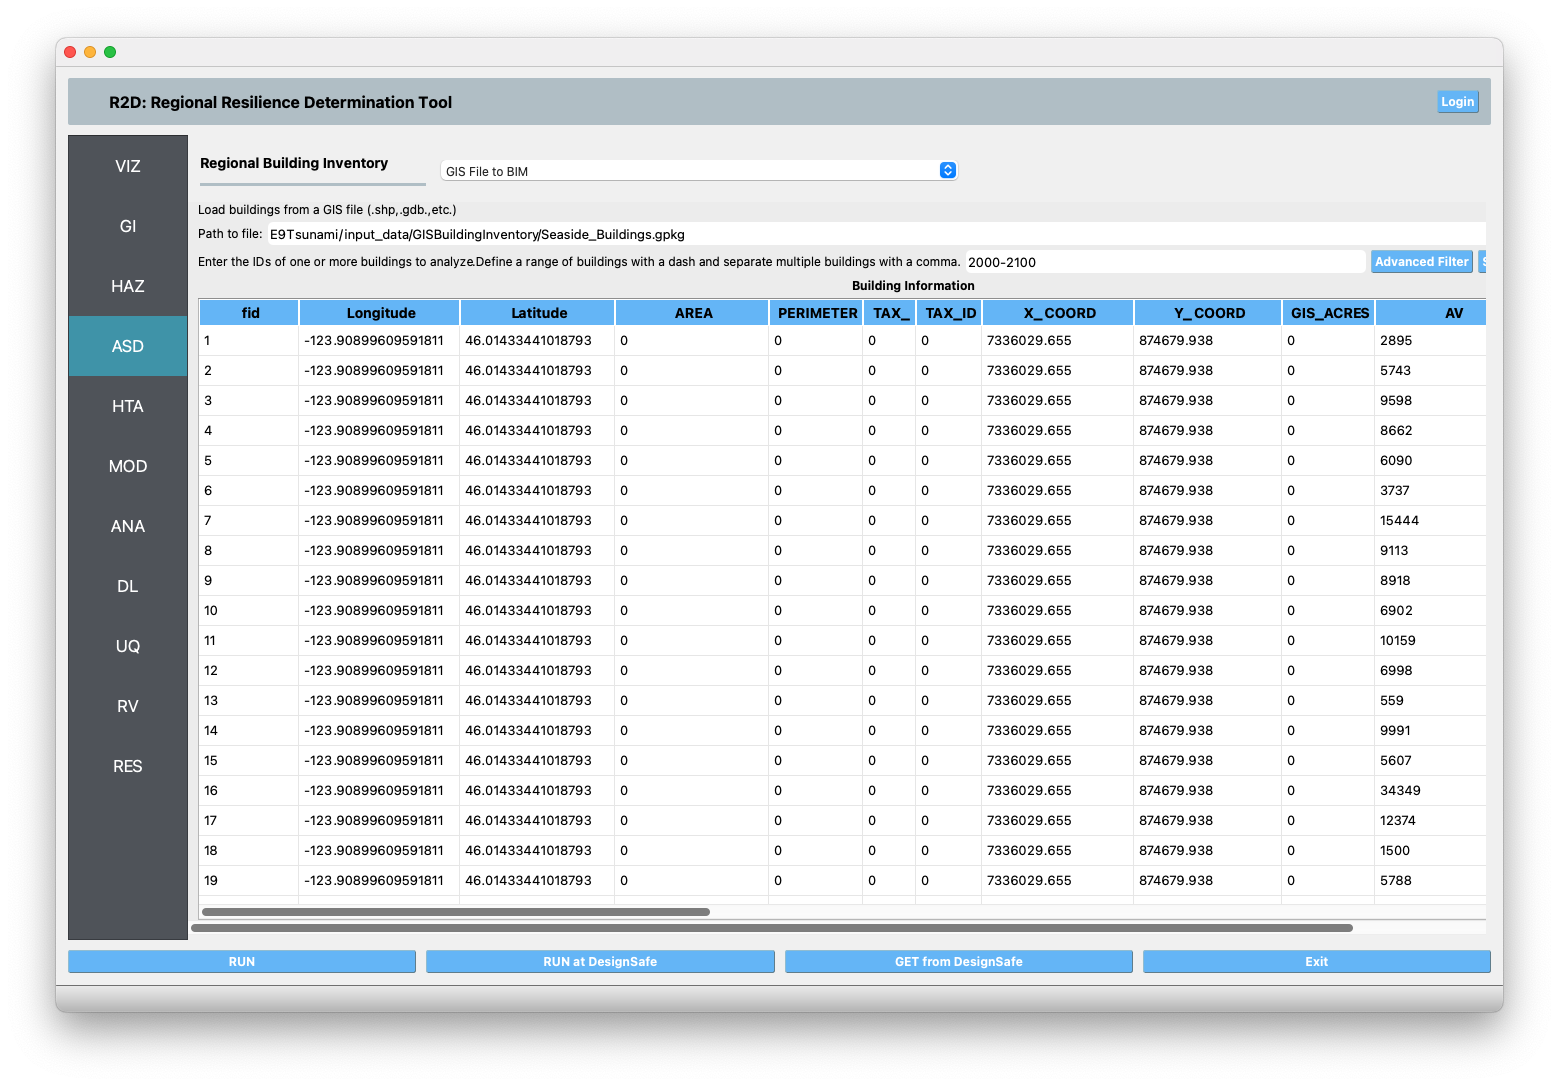 R2D: Regional Resilience Determination Tool
Login
VIZ
GI
HAZ
ASD
HTA
MOD
ANA
DL
UQ
RV
RES
Regional Building Inventory
GIS File to BIM
Load buildings from a GIS file (.shp,.gdb.,etc.)
Path to file: E9Tsunami/input_data/GISBuildingInventory/Seaside_Buildings.gpkg
Enter the IDs of one or more buildings to analyze.Define a range of buildings with a dash and separate multiple buildings with a comma. 2000-2100 Advanced Filter
Building Information
fid Longitude Latitude AREA PERIMETER TAX_ TAX_ID X_COORD Y_COORD GIS_ACRES AV
1 -123.90899609591811 46.01433441018793 0 0 0 0 7336029.655 874679.938 0 2895
2 -123.90899609591811 46.01433441018793 0 0 0 0 7336029.655 874679.938 0 5743
3 -123.90899609591811 46.01433441018793 0 0 0 0 7336029.655 874679.938 0 9598
4 -123.90899609591811 46.01433441018793 0 0 0 0 7336029.655 874679.938 0 8662
5 -123.90899609591811 46.01433441018793 0 0 0 0 7336029.655 874679.938 0 6090
6 -123.90899609591811 46.01433441018793 0 0 0 0 7336029.655 874679.938 0 3737
7 -123.90899609591811 46.01433441018793 0 0 0 0 7336029.655 874679.938 0 15444
8 -123.90899609591811 46.01433441018793 0 0 0 0 7336029.655 874679.938 0 9113
9 -123.90899609591811 46.01433441018793 0 0 0 0 7336029.655 874679.938 0 8918
10 -123.90899609591811 46.01433441018793 0 0 0 0 7336029.655 874679.938 0 6902
11 -123.90899609591811 46.01433441018793 0 0 0 0 7336029.655 874679.938 0 10159
12 -123.90899609591811 46.01433441018793 0 0 0 0 7336029.655 874679.938 0 6998
13 -123.90899609591811 46.01433441018793 0 0 0 0 7336029.655 874679.938 0 559
14 -123.90899609591811 46.01433441018793 0 0 0 0 7336029.655 874679.938 0 9991
15 -123.90899609591811 46.01433441018793 0 0 0 0 7336029.655 874679.938 0 5607
16 -123.90899609591811 46.01433441018793 0 0 0 0 7336029.655 874679.938 0 34349
17 -123.90899609591811 46.01433441018793 0 0 0 0 7336029.655 874679.938 0 12374
18 -123.90899609591811 46.01433441018793 0 0 0 0 7336029.655 874679.938 0 1500
19 -123.90899609591811 46.01433441018793 0 0 0 0 7336029.655 874679.938 0 5788
RUN
RUN at DesignSafe
GET from DesignSafe
Exit